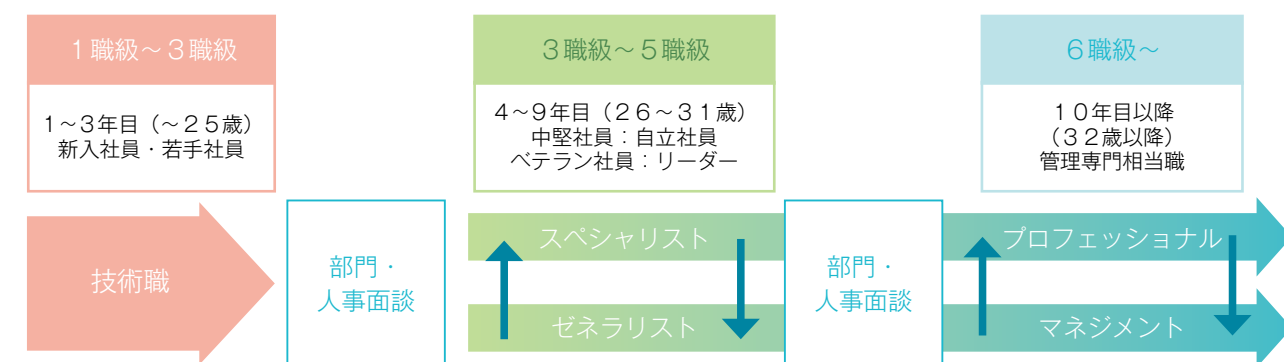 １職級～３職級
1～3年目（～２５歳）
新入社員・若手社員
３職級～５職級
4～9年目（２６～３１歳）
中堅社員：自立社員
ベテラン社員：リーダー
６職級～
１０年目以降
（３２歳以降）
管理専門相当職
技術職
部門・
人事面談
スペシャリスト
ゼネラリスト
部門・
人事面談
プロフェッショナル
マネジメント